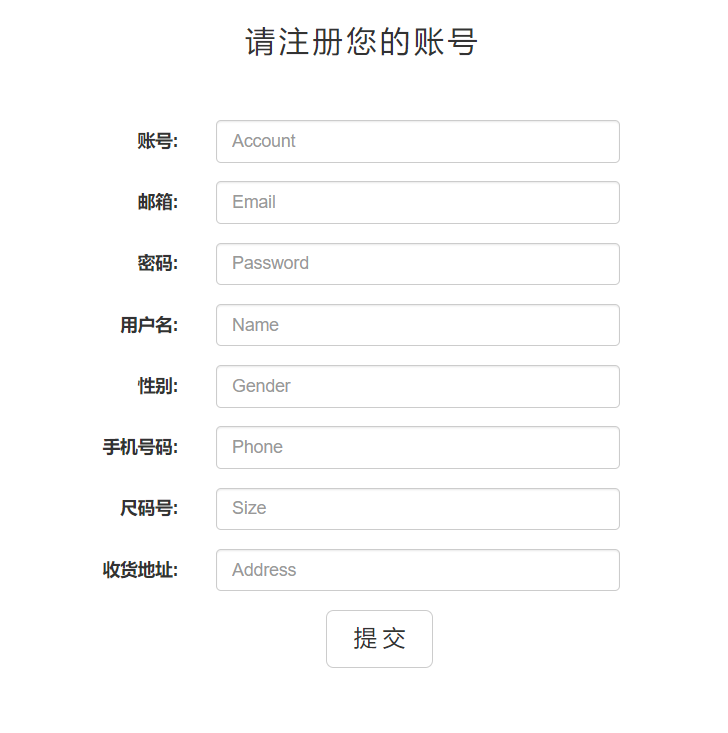 请注册您的账号
账号: Account
邮箱: Email
密码: Password
用户名: Name
性别: Gender
手机号码: Phone
尺码号: Size
收货地址: Address
提 交